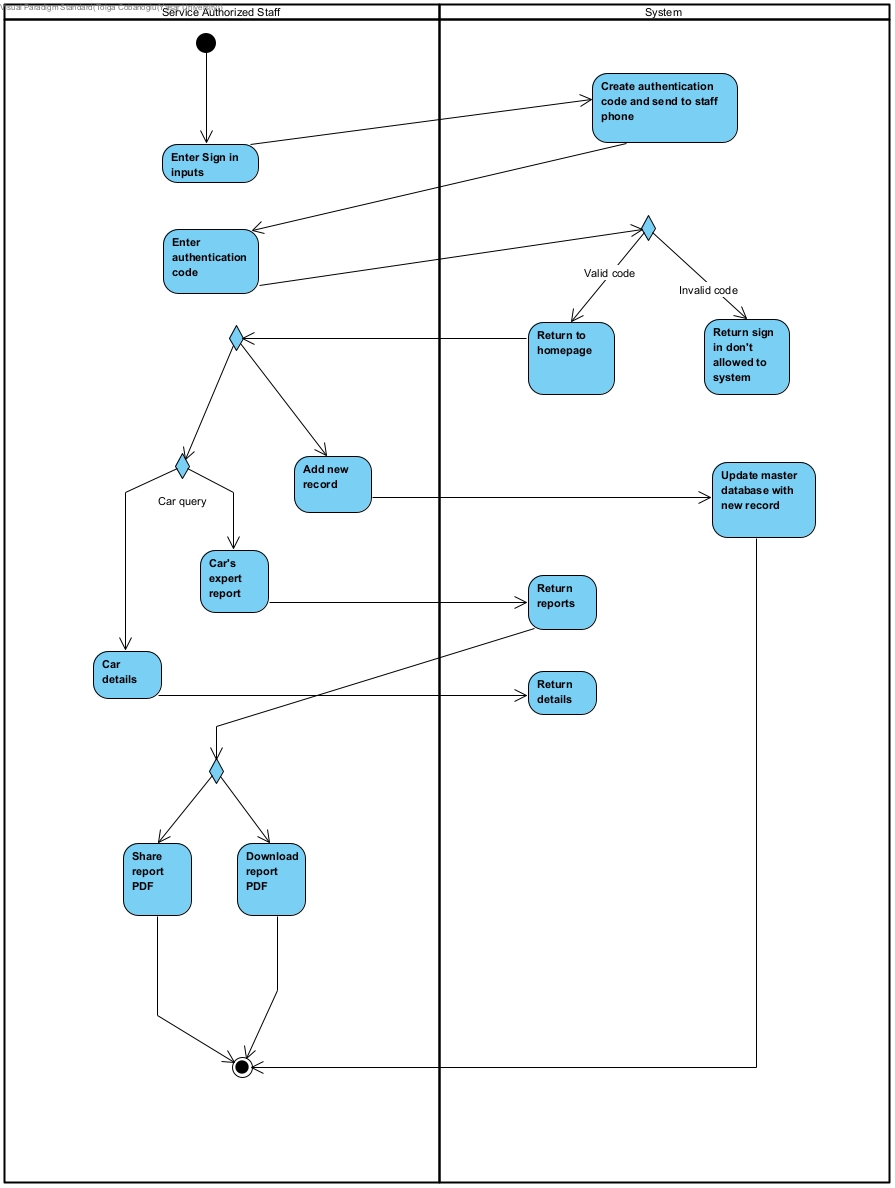 Visual Paradigm Standard(Tolga Cobanoglu(Yasar University))
Service Authorized Staff
System
Create authentication
code and send to staff
phone
Enter Sign in
inputs
Enter
authentication
code
Valid code
Invalid code
Return to
homepage
Return sign
in don't
allowed to
system
Add new
record
Update master
database with
new record
Car query
Car's
expert
report
Return
reports
Car
details
Return
details
Share
report
PDF
Download
report
PDF